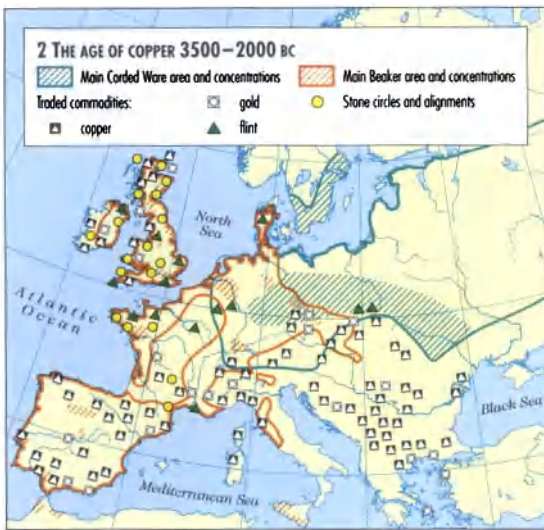 2 THE AGE OF COPPER 3500–2000 BC
Main Corded Ware area and concentrations
Main Beaker area and concentrations
Traded commodities:
gold
Stone circles and alignments
copper
flint
North
Sea
Atlantic
Ocean
Black Sea
Mediterranean Sea